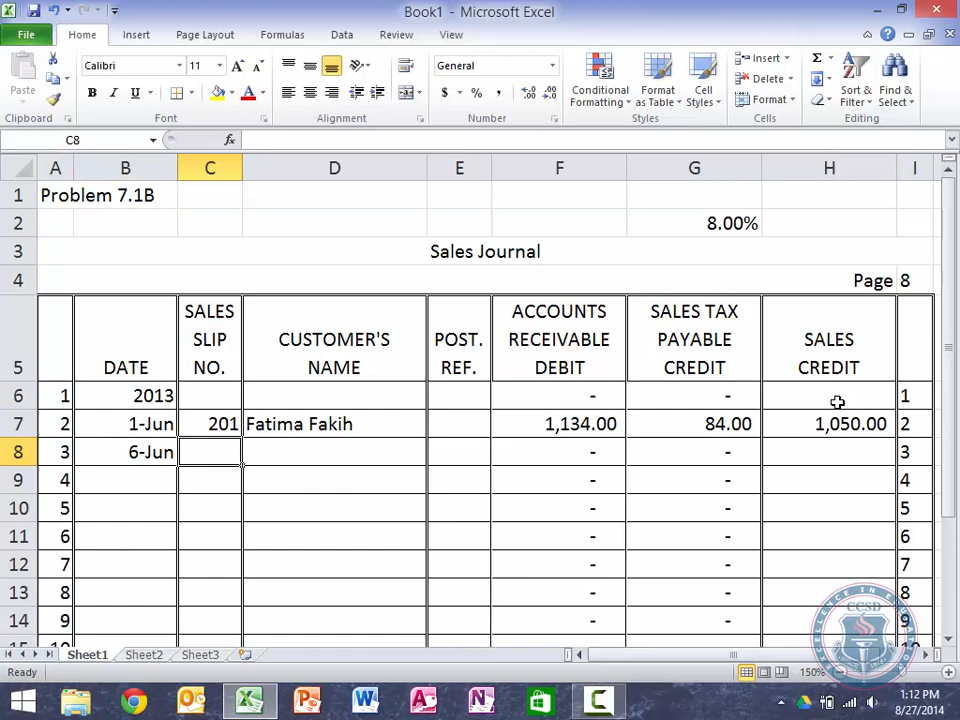 Book1 - Microsoft Excel
File Home Insert Page Layout Formulas Data Review View
Paste
Calibri 11
B I U A
General
$ % ,
Conditional Formatting
Format as Table
Cell Styles
Insert
Delete
Format
Sort & Filter
Find & Select
Clipboard Font Alignment Number Styles Cells Editing
C8 fx
A B C D E F G H I
1 Problem 7.1B
2 8.00%
3 Sales Journal
4 Page 8
5 DATE SALES SLIP NO. CUSTOMER'S NAME POST. REF. ACCOUNTS RECEIVABLE DEBIT SALES TAX PAYABLE CREDIT SALES CREDIT
6 1 2013 - - 1
7 2 1-Jun 201 Fatima Fakih 1,134.00 84.00 1,050.00 2
8 3 6-Jun - - 3
9 4 - - 4
10 5 - - 5
11 6 - - 6
12 7 - - 7
13 8 - - 8
14 9 - - 9
15 10
CCSD
Sheet1 Sheet2 Sheet3
Ready 150%
1:12 PM
8/27/2014